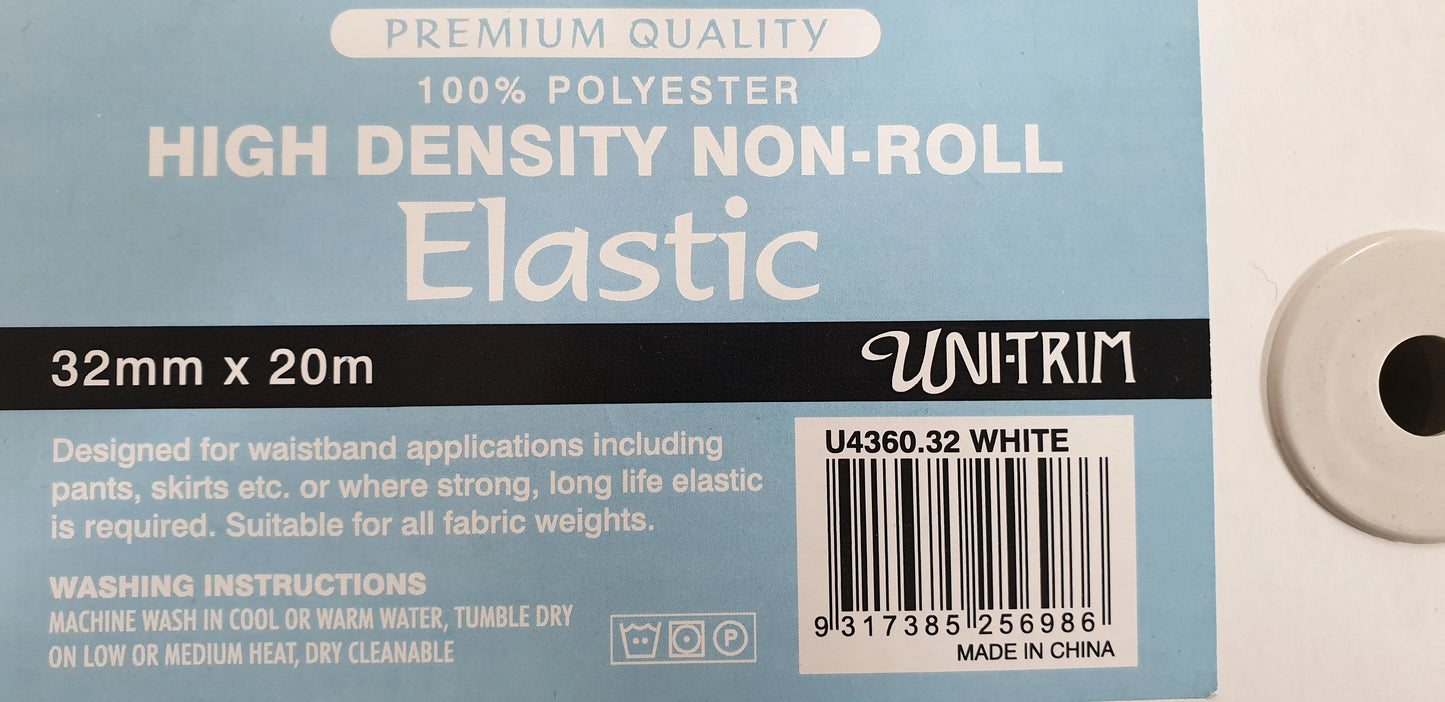 PREMIUM QUALITY
100% POLYESTER
HIGH DENSITY NON-ROLL
Elastic
32mm x 20m
UNI-TRIM
Designed for waistband applications including
pants, skirts etc. or where strong, long life elastic
is required. Suitable for all fabric weights.
WASHING INSTRUCTIONS
MACHINE WASH IN COOL OR WARM WATER, TUMBLE DRY
ON LOW OR MEDIUM HEAT, DRY CLEANABLE
P
U4360.32 WHITE
9 317385 256986
MADE IN CHINA